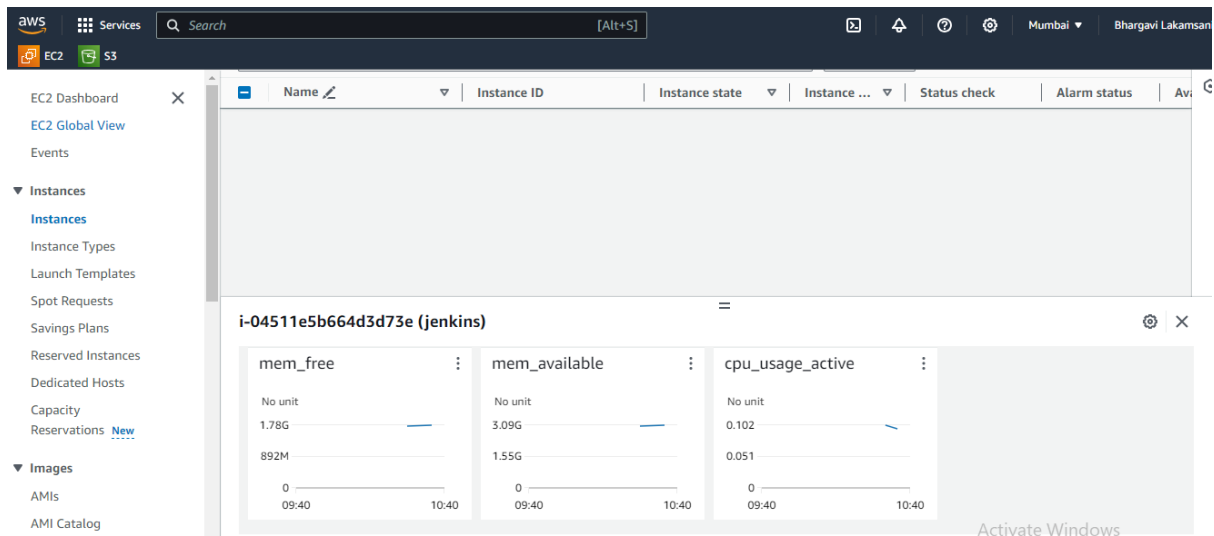 aws Services Search [Alt+S] Mumbai Bhargavi Lakamsani
EC2 S3
EC2 Dashboard
EC2 Global View
Events
Instances
Instances
Instance Types
Launch Templates
Spot Requests
Savings Plans
Reserved Instances
Dedicated Hosts
Capacity
Reservations New
Images
AMIs
AMI Catalog
Name Instance ID Instance state Instance ... Status check Alarm status
i-04511e5b664d3d73e (jenkins)
mem_free
No unit
1.78G
892M
0
09:40 10:40
mem_available
No unit
3.09G
1.55G
0
09:40 10:40
cpu_usage_active
No unit
0.102
0.051
0
09:40 10:40
Activate Windows